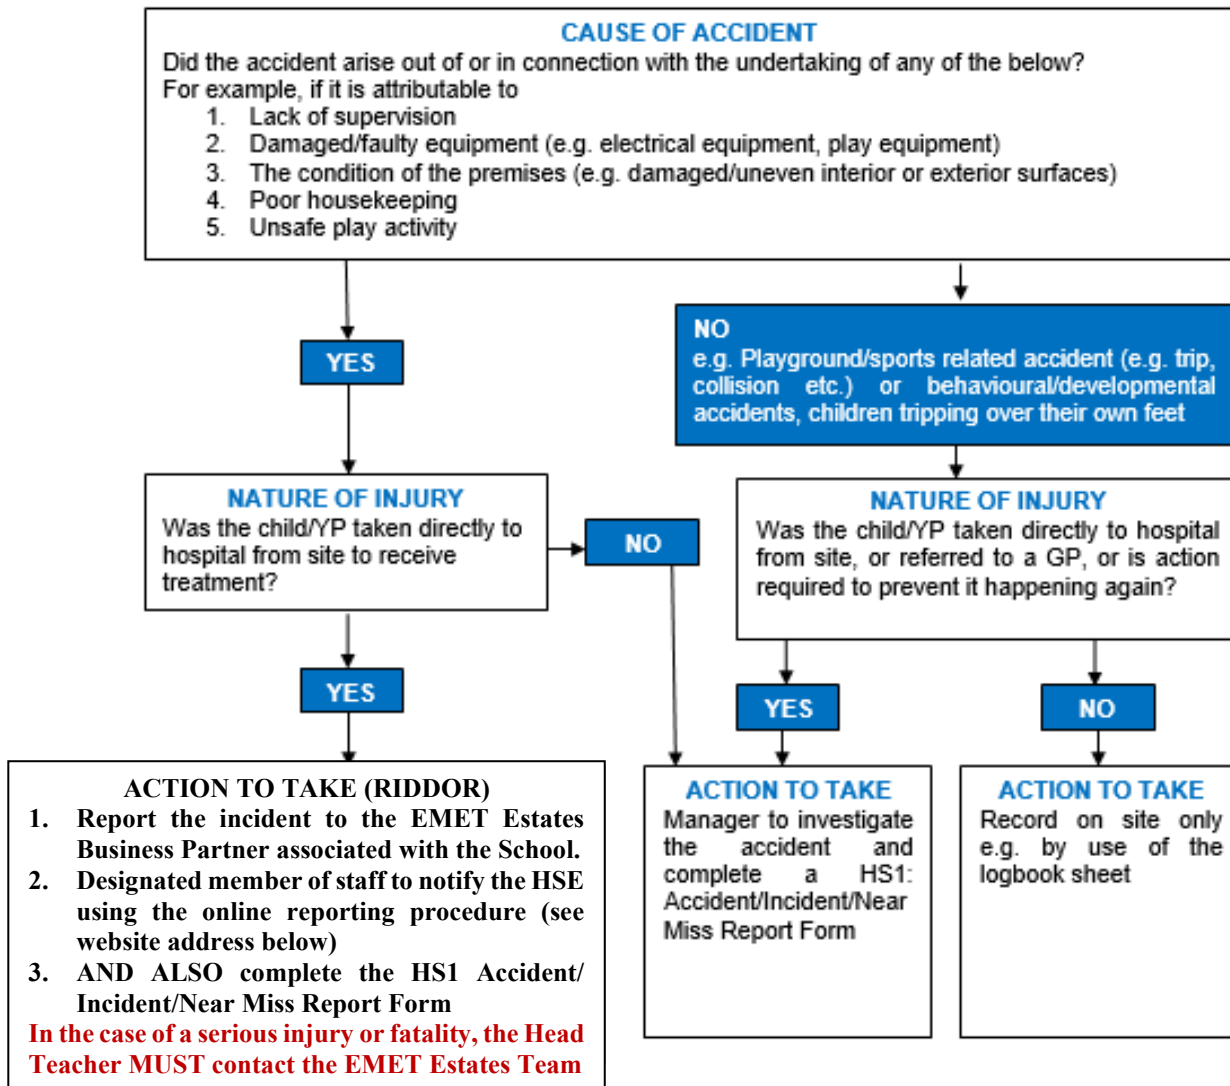 CAUSE OF ACCIDENT
Did the accident arise out of or in connection with the undertaking of any of the below?
For example, if it is attributable to
1. Lack of supervision
2. Damaged/faulty equipment (e.g. electrical equipment, play equipment)
3. The condition of the premises (e.g. damaged/uneven interior or exterior surfaces)
4. Poor housekeeping
5. Unsafe play activity
YES
NO
e.g. Playground/sports related accident (e.g. trip,
collision etc.) or behavioural/developmental
accidents, children tripping over their own feet
NATURE OF INJURY
Was the child/YP taken directly to
hospital from site to receive
treatment?
NO
NATURE OF INJURY
Was the child/YP taken directly to hospital
from site, or referred to a GP, or is action
required to prevent it happening again?
YES
YES
NO
ACTION TO TAKE (RIDDOR)
1. Report the incident to the EMET Estates
Business Partner associated with the School.
2. Designated member of staff to notify the HSE
using the online reporting procedure (see
website address below)
3. AND ALSO complete the HS1 Accident/
Incident/Near Miss Report Form
In the case of a serious injury or fatality, the Head
Teacher MUST contact the EMET Estates Team
ACTION TO TAKE
Manager to investigate
the accident and
complete a HS1:
Accident/Incident/Near
Miss Report Form
ACTION TO TAKE
Record on site only
e.g. by use of the
logbook sheet